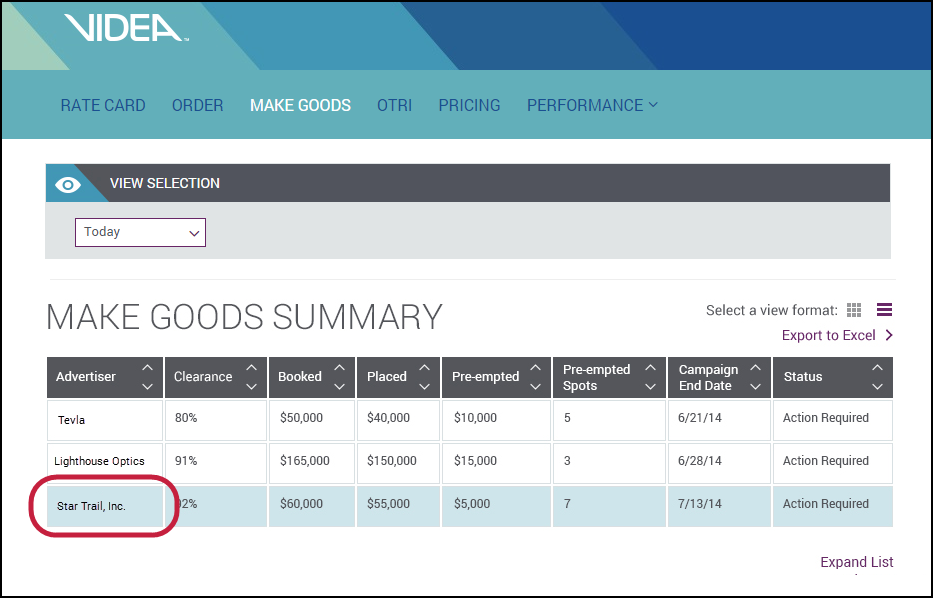 VIDEA™
RATE CARD ORDER MAKE GOODS OTRI PRICING PERFORMANCE
VIEW SELECTION
Today
MAKE GOODS SUMMARY
Select a view format:
Export to Excel
Advertiser Clearance Booked Placed Pre-empted Pre-empted Spots Campaign End Date Status
Tevla 80% $50,000 $40,000 $10,000 5 6/21/14 Action Required
Lighthouse Optics 91% $165,000 $150,000 $15,000 3 6/28/14 Action Required
Star Trail, Inc. 92% $60,000 $55,000 $5,000 7 7/13/14 Action Required
Expand List